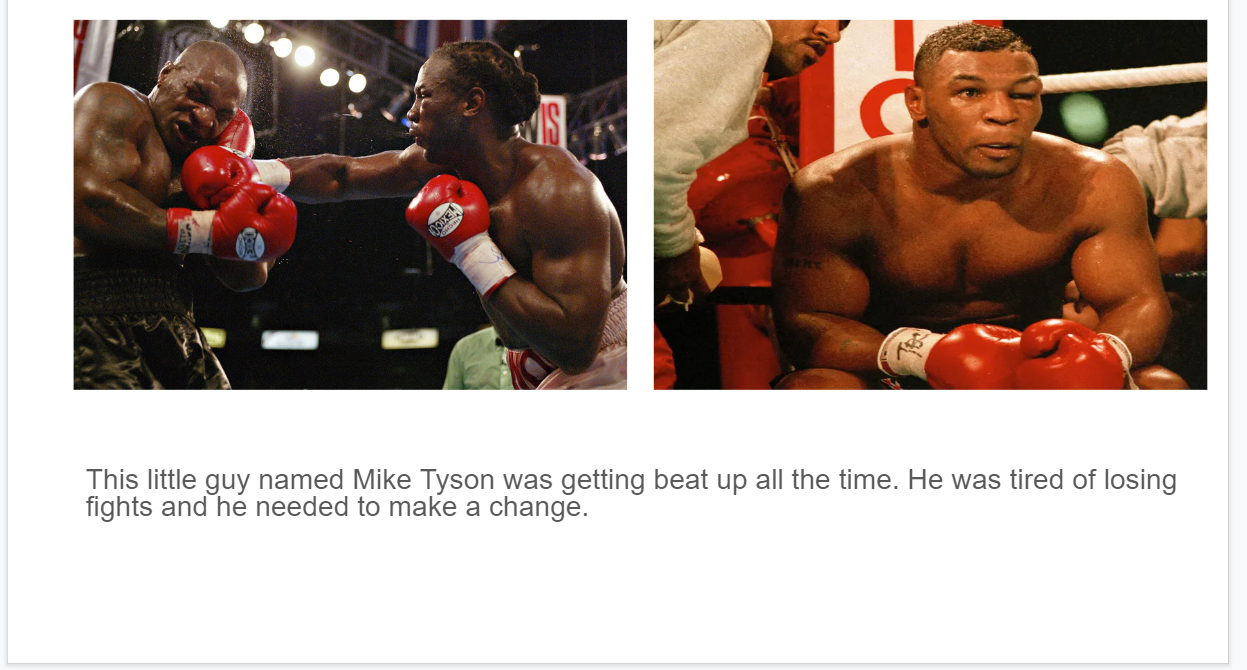 IS
This little guy named Mike Tyson was getting beat up all the time. He was tired of losing
fights and he needed to make a change.